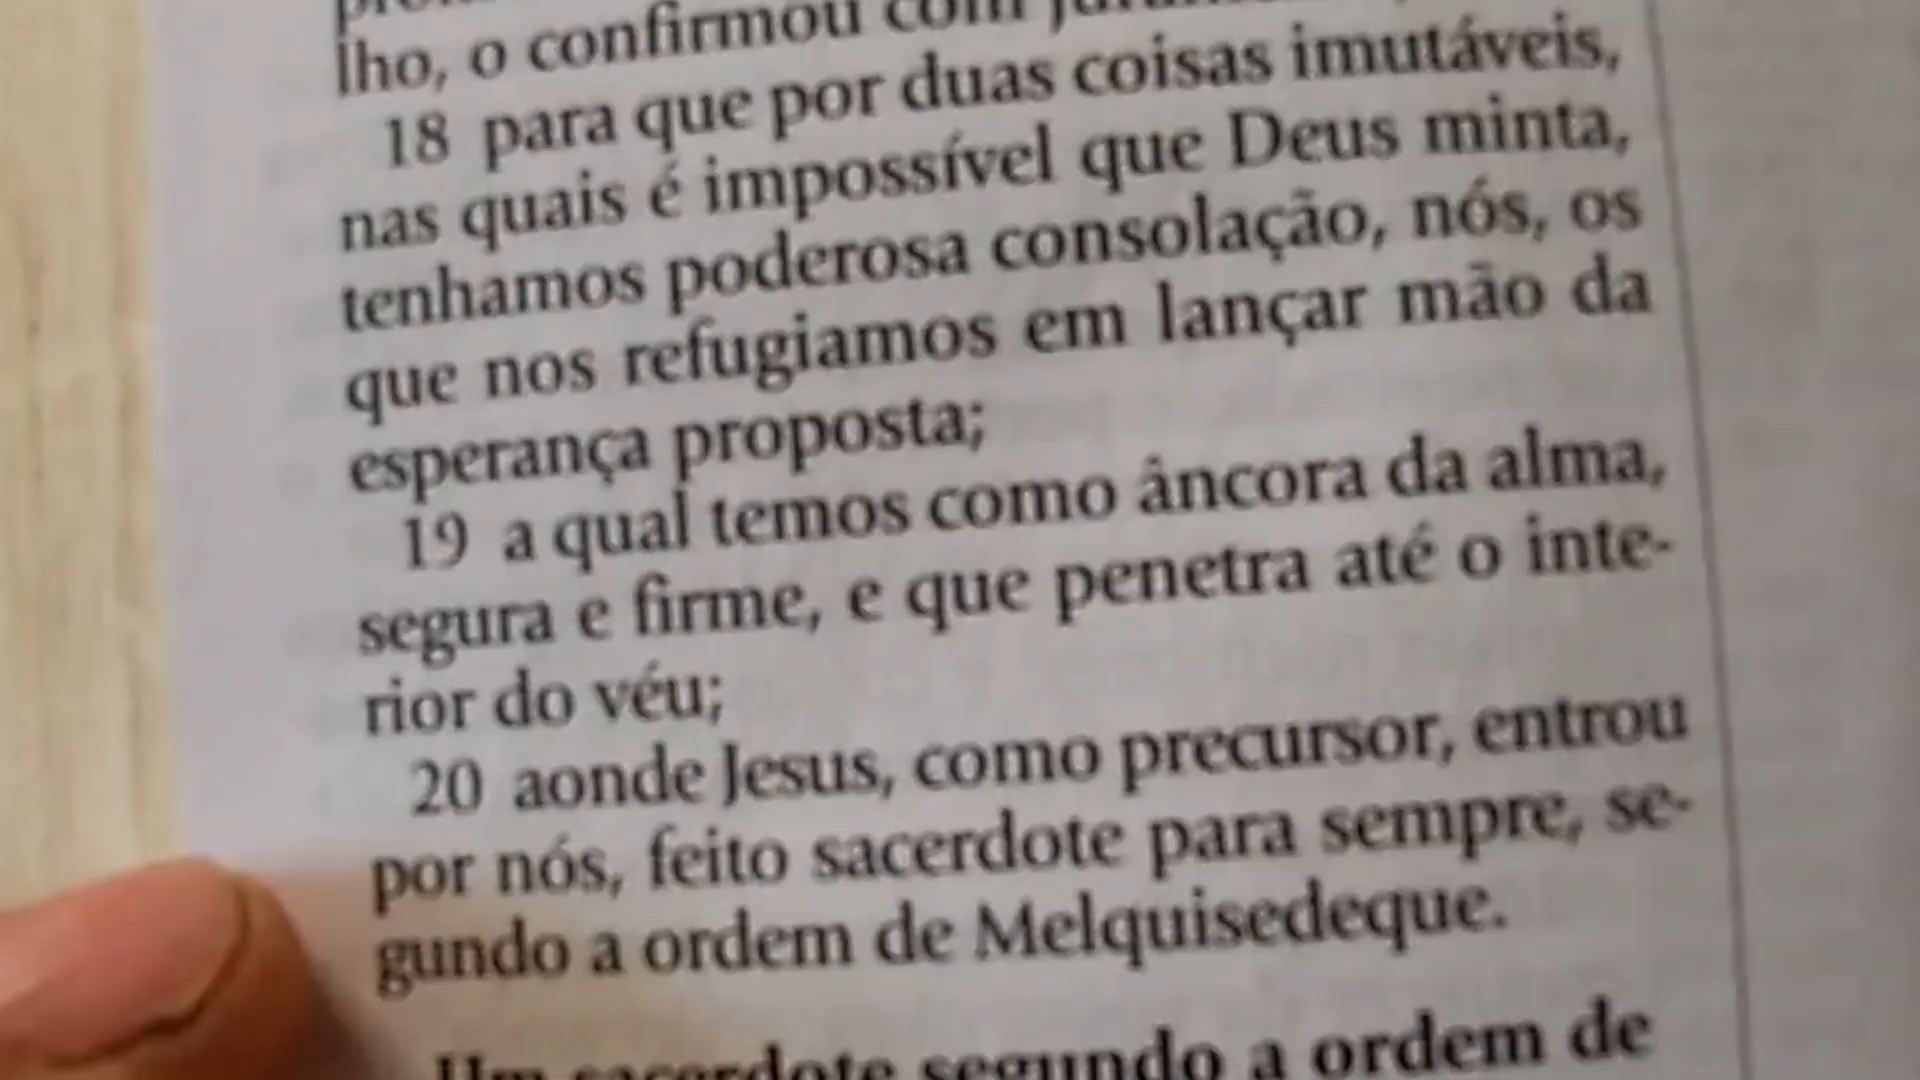 lho, o confirmou com
18 para que por duas coisas imutáveis,
nas quais é impossível que Deus minta,
tenhamos poderosa consolação, nós, os
que nos refugiamos em lançar mão da
esperança proposta;
19 a qual temos como âncora da alma,
segura e firme, e que penetra até o inte-
rior do véu;
20 aonde Jesus, como precursor, entrou
por nós, feito sacerdote para sempre, se-
gundo a ordem de Melquisedeque.
Um sacerdote segundo a ordem de